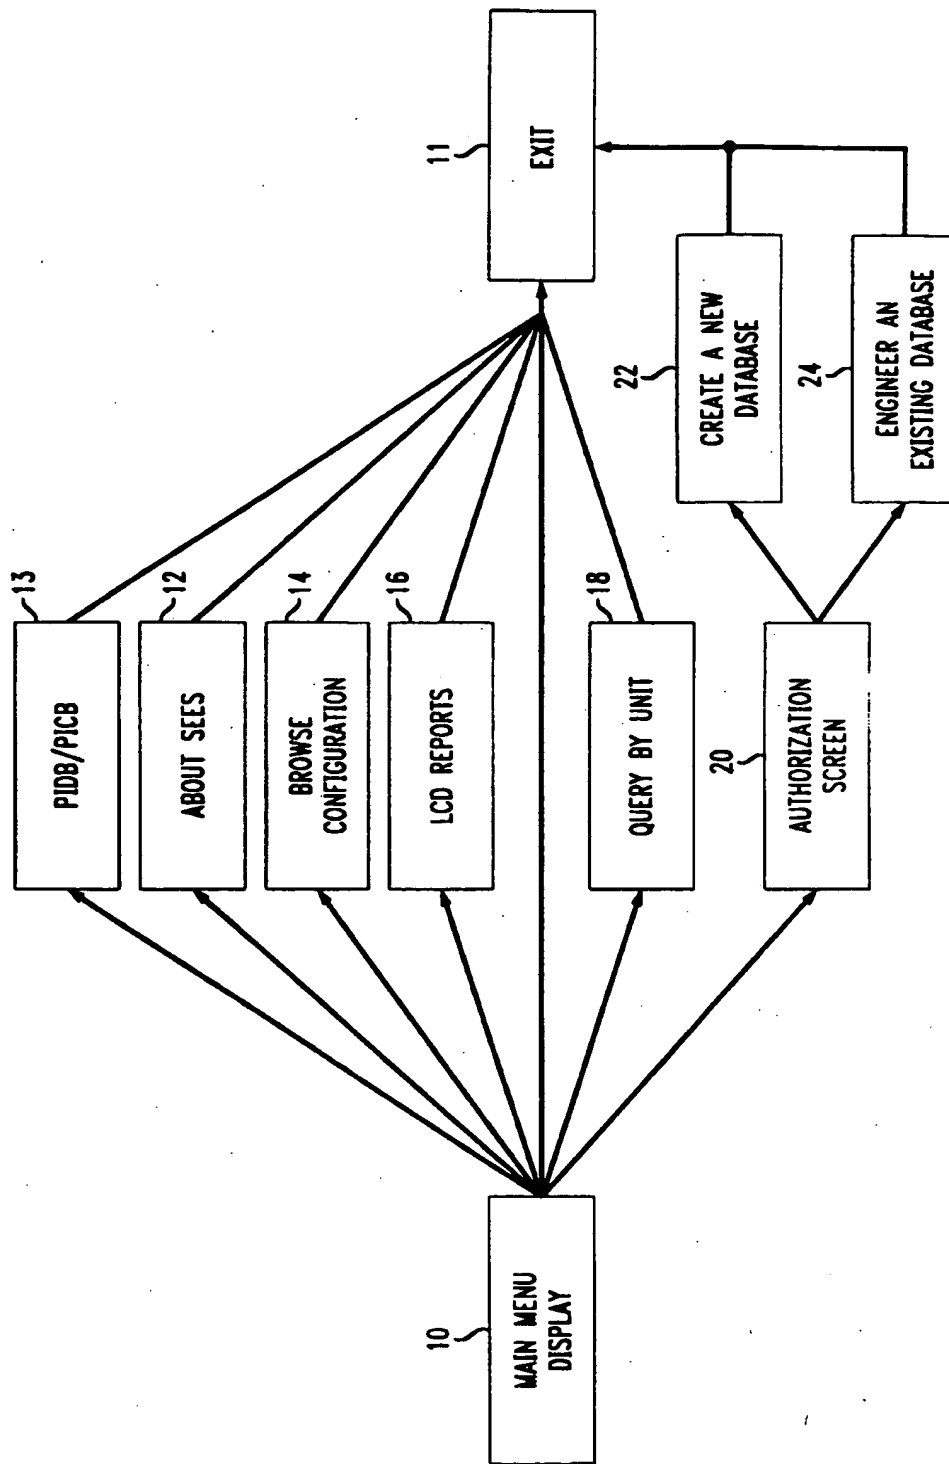 10
MAIN MENU
DISPLAY
13
PIDB/PICB
12
ABOUT SEES
14
BROWSE
CONFIGURATION
16
LCD REPORTS
18
QUERY BY UNIT
20
AUTHORIZATION
SCREEN
11
EXIT
22
CREATE A NEW
DATABASE
24
ENGINEER AN
EXISTING DATABASE